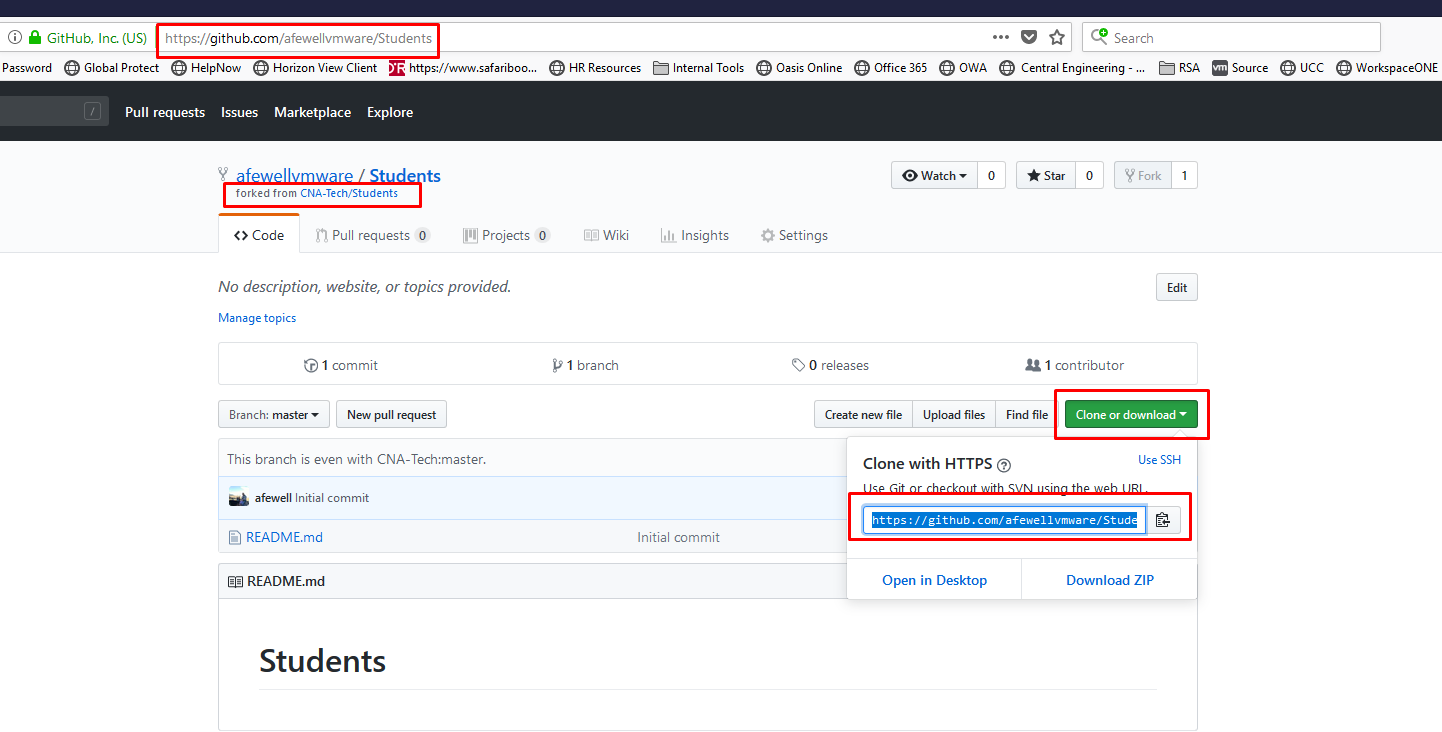 GitHub, Inc. (US) https://github.com/afewellvmware/Students Search
Password Global Protect HelpNow Horizon View Client https://www.safariboo... HR Resources Internal Tools Oasis Online Office 365 OWA Central Engineering - ... RSA vm Source UCC WorkspaceONE
/ Pull requests Issues Marketplace Explore
afewellvmware / Students Watch 0 Star 0 Fork 1
forked from CNA-Tech/Students
Code Pull requests 0 Projects 0 Wiki Insights Settings
No description, website, or topics provided. Edit
Manage topics
1 commit 1 branch 0 releases 1 contributor
Branch: master New pull request Create new file Upload files Find file Clone or download
This branch is even with CNA-Tech:master.
Clone with HTTPS ? Use SSH
Use Git or checkout with SVN using the web URL.
afewell Initial commit
https://github.com/afewellvmware/Stude
README.md Initial commit
Open in Desktop Download ZIP
README.md
Students